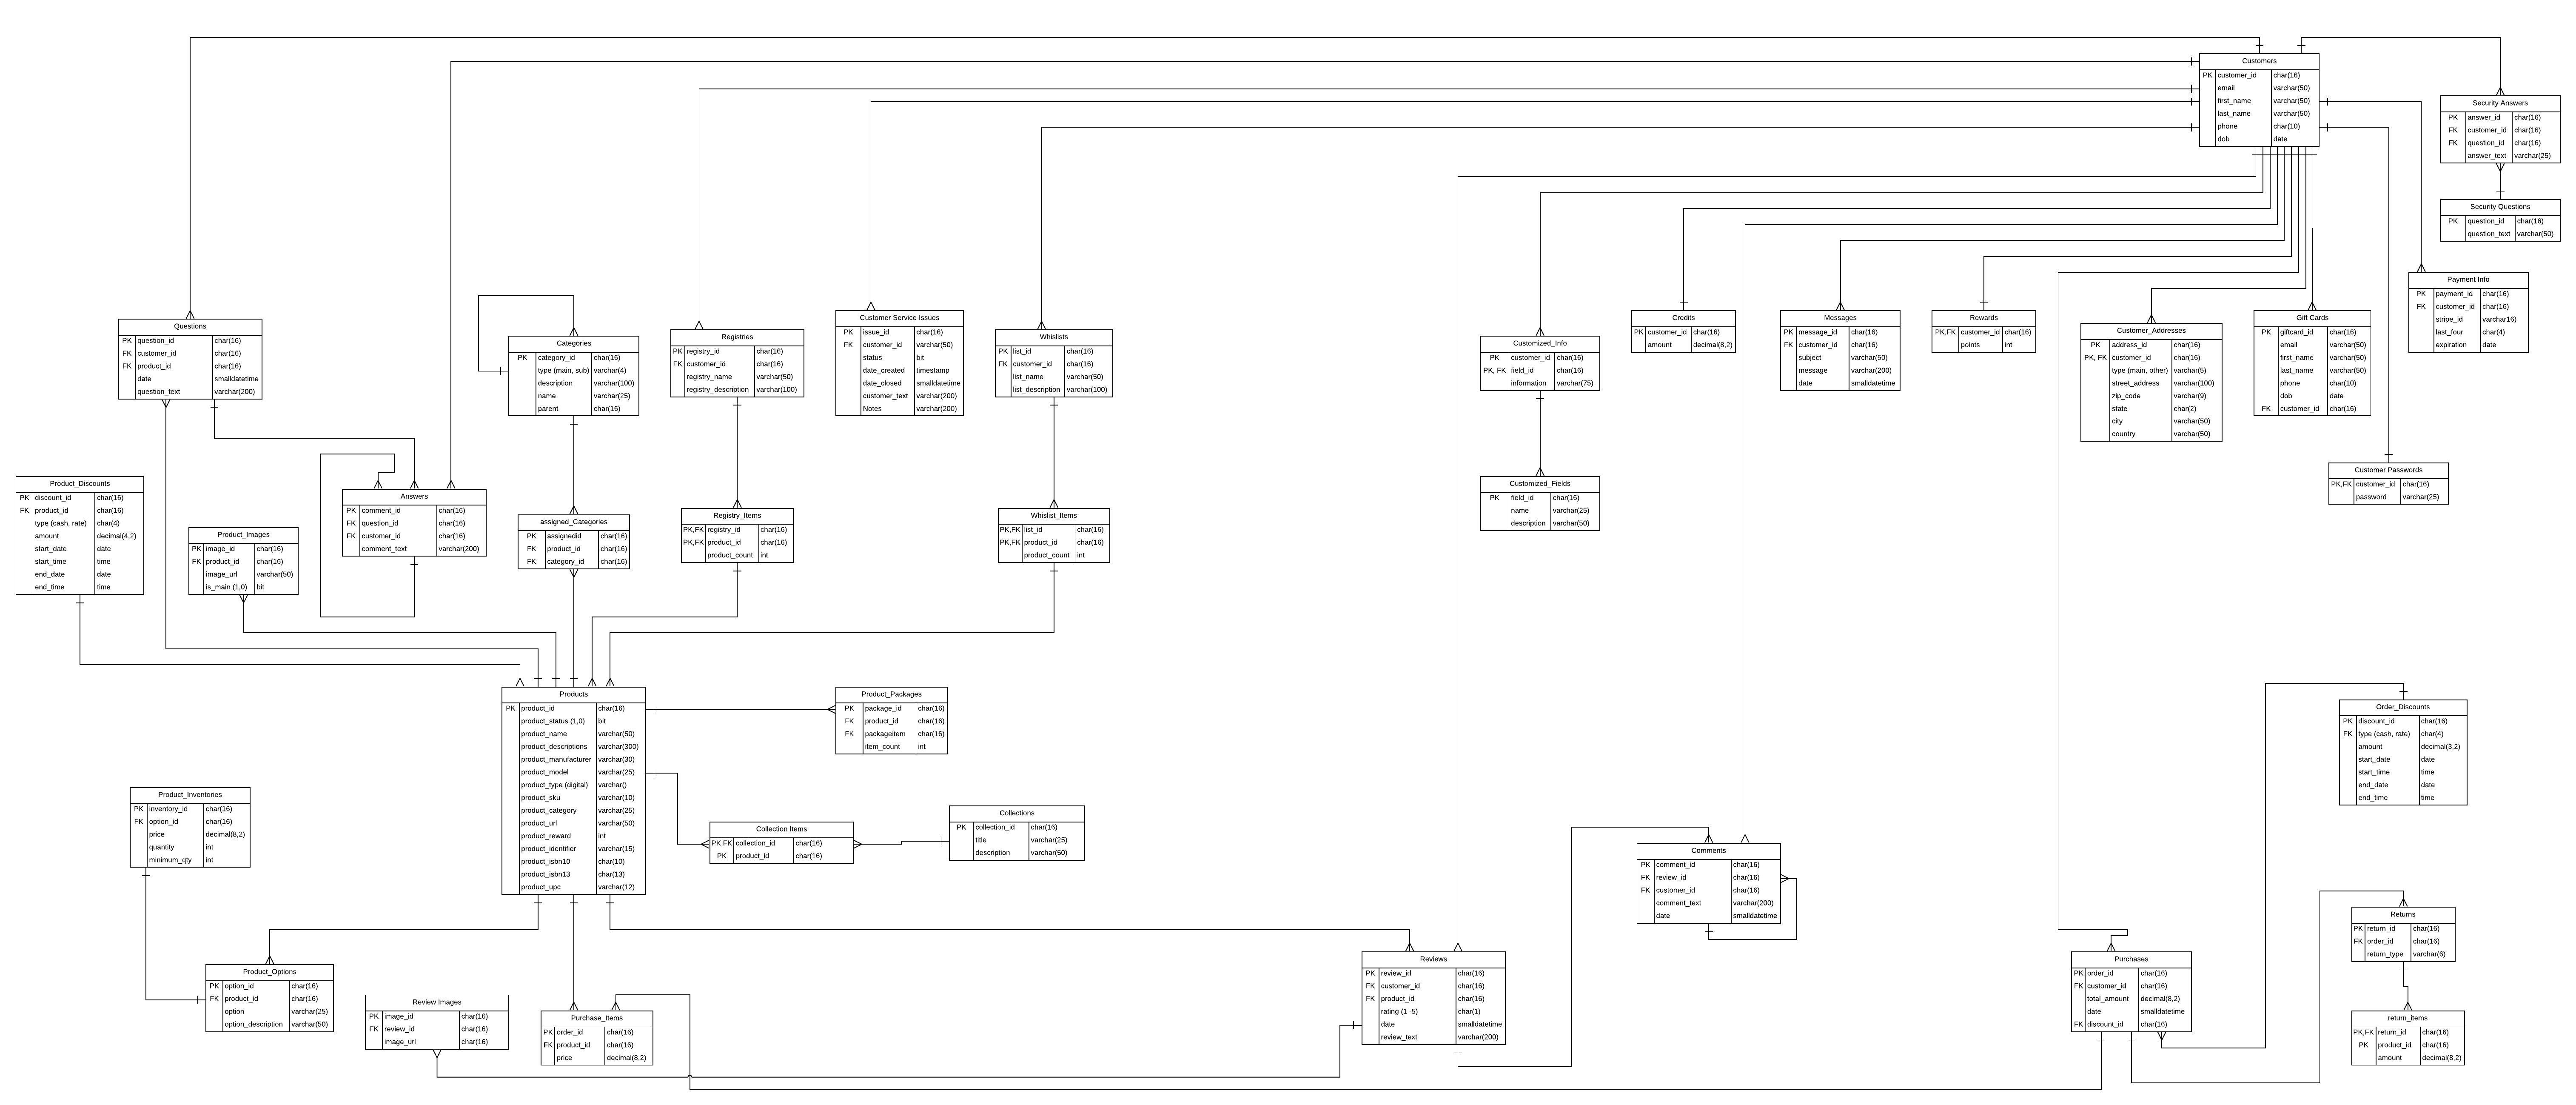 Customers
PK customer_id char(16)
email varchar(50)
first_name varchar(50)
last_name varchar(50)
phone char(10)
dob date
Security Answers
PK answer_id char(16)
FK customer_id char(16)
FK question_id char(16)
answer_text varchar(25)
Security Questions
PK question_id char(16)
question_text varchar(50)
Payment Info
PK payment_id char(16)
FK customer_id char(16)
stripe_id varchar16)
last_four char(4)
expiration date
Questions
PK question_id char(16)
FK customer_id char(16)
FK product_id char(16)
date smalldatetime
question_text varchar(200)
Categories
PK category_id char(16)
type (main, sub) varchar(4)
description varchar(100)
name varchar(25)
parent char(16)
Registries
PK registry_id char(16)
FK customer_id char(16)
registry_name varchar(50)
registry_description varchar(100)
Customer Service Issues
PK issue_id char(16)
FK customer_id varchar(50)
status bit
date_created timestamp
date_closed smalldatetime
customer_text varchar(200)
Notes varchar(200)
Whislists
PK list_id char(16)
FK customer_id char(16)
list_name varchar(50)
list_description varchar(100)
Customized_Info
PK customer_id char(16)
PK, FK field_id char(16)
information varchar(75)
Credits
PK customer_id char(16)
amount decimal(8,2)
Messages
PK message_id char(16)
FK customer_id char(16)
subject varchar(50)
message varchar(200)
date smalldatetime
Rewards
PK,FK customer_id char(16)
points int
Customer_Addresses
PK address_id char(16)
PK, FK customer_id char(16)
type (main, other) varchar(5)
street_address varchar(100)
zip_code varchar(9)
state char(2)
city varchar(50)
country varchar(50)
Gift Cards
PK giftcard_id char(16)
email varchar(50)
first_name varchar(50)
last_name varchar(50)
phone char(10)
dob date
FK customer_id char(16)
Customer Passwords
PK,FK customer_id char(16)
password varchar(25)
Product_Discounts
PK discount_id char(16)
FK product_id char(16)
type (cash, rate) char(4)
amount decimal(4,2)
start_date date
start_time time
end_date date
end_time time
Product_Images
PK image_id char(16)
FK product_id char(16)
image_url varchar(50)
is_main (1,0) bit
Answers
PK comment_id char(16)
FK question_id char(16)
FK customer_id char(16)
comment_text varchar(200)
assigned_Categories
PK assignedid char(16)
FK product_id char(16)
FK category_id char(16)
Registry_Items
PK,FK registry_id char(16)
PK,FK product_id char(16)
product_count int
Whislist_Items
PK,FK list_id char(16)
PK,FK product_id char(16)
product_count int
Customized_Fields
PK field_id char(16)
name varchar(25)
description varchar(50)
Products
PK product_id char(16)
product_status (1,0) bit
product_name varchar(50)
product_descriptions varchar(300)
product_manufacturer varchar(30)
product_model varchar(25)
product_type (digital) varchar()
product_sku varchar(10)
product_category varchar(25)
product_url varchar(50)
product_reward int
product_identifier varchar(15)
product_isbn10 char(10)
product_isbn13 char(13)
product_upc varchar(12)
Product_Packages
PK package_id char(16)
FK product_id char(16)
FK packageitem char(16)
item_count int
Collection Items
PK,FK collection_id char(16)
PK product_id char(16)
Collections
PK collection_id char(16)
title varchar(25)
description varchar(50)
Order_Discounts
PK discount_id char(16)
FK type (cash, rate) char(4)
amount decimal(3,2)
start_date date
start_time time
end_date date
end_time time
Product_Inventories
PK inventory_id char(16)
FK option_id char(16)
price decimal(8,2)
quantity int
minimum_qty int
Comments
PK comment_id char(16)
FK review_id char(16)
FK customer_id char(16)
comment_text varchar(200)
date smalldatetime
Returns
PK return_id char(16)
FK order_id char(16)
return_type varchar(6)
Product_Options
PK option_id char(16)
FK product_id char(16)
option varchar(25)
option_description varchar(50)
Review Images
PK image_id char(16)
FK review_id char(16)
image_url char(16)
Purchase_Items
PK order_id char(16)
FK product_id char(16)
price decimal(8,2)
Reviews
PK review_id char(16)
FK customer_id char(16)
FK product_id char(16)
rating (1 -5) char(1)
date smalldatetime
review_text varchar(200)
Purchases
PK order_id char(16)
FK customer_id char(16)
total_amount decimal(8,2)
date smalldatetime
FK discount_id char(16)
return_items
PK,FK return_id char(16)
PK product_id char(16)
amount decimal(8,2)